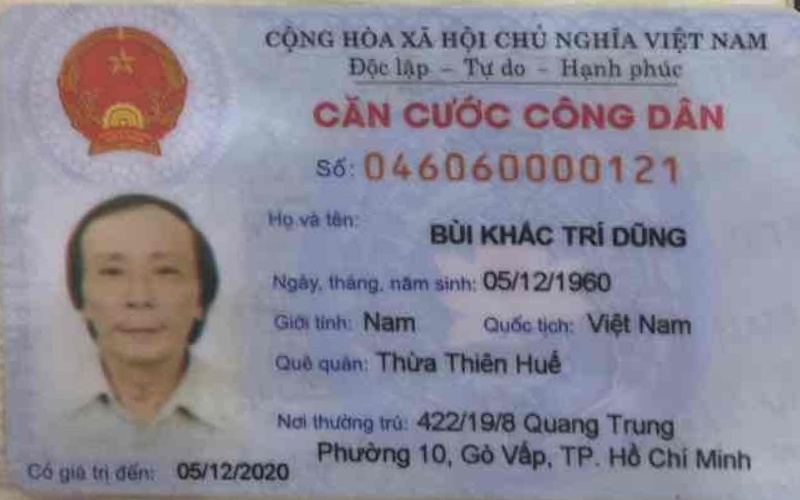 CỘNG HÒA XÃ HỘI CHỦ NGHĨA VIỆT NAM
Độc lập – Tự do – Hạnh phúc
CĂN CƯỚC CÔNG DÂN
Số: 046060000121
Họ và tên:
BÙI KHẮC TRÍ DŨNG
Ngày, tháng, năm sinh: 05/12/1960
Giới tính: Nam Quốc tịch: Việt Nam
Quê quán: Thừa Thiên Huế
Nơi thường trú: 422/19/8 Quang Trung
Phường 10, Gò Vấp, TP. Hồ Chí Minh
Có giá trị đến: 05/12/2020